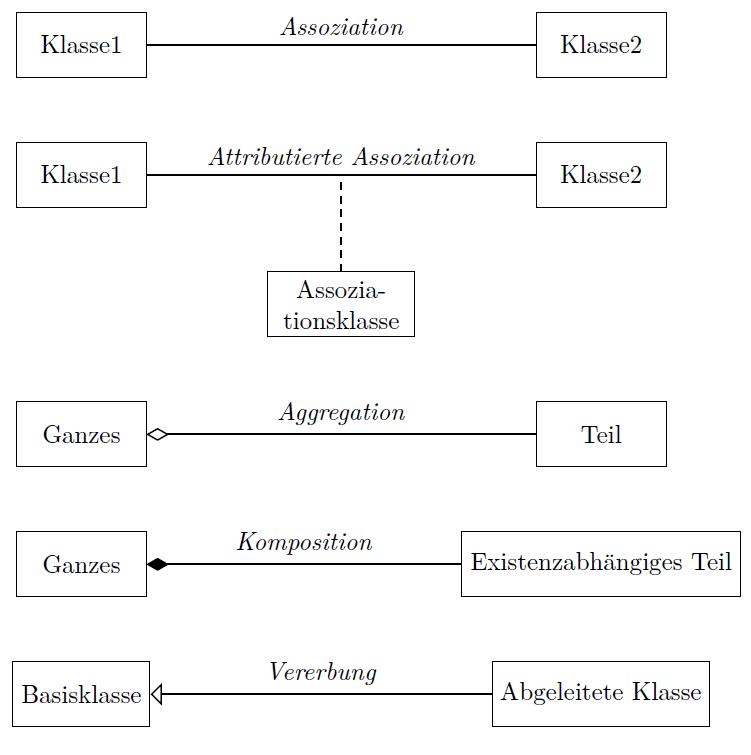 Assoziation
Klasse1
Klasse2
Attributierte Assoziation
Klasse1
Klasse2
Assozia-
tionsklasse
Aggregation
Ganzes
Teil
Komposition
Ganzes
Existenzabhängiges Teil
Vererbung
Basisklasse
Abgeleitete Klasse